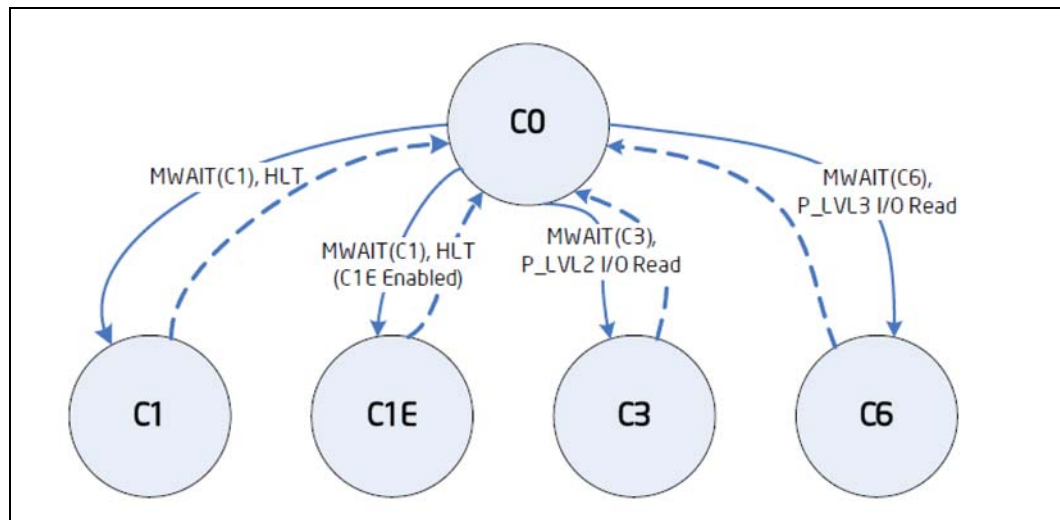 C0
MWAIT(C1), HLT
MWAIT(C1), HLT
(C1E Enabled)
MWAIT(C3),
P_LVL2 I/O Read
MWAIT(C6),
P_LVL3 I/O Read
C1
C1E
C3
C6